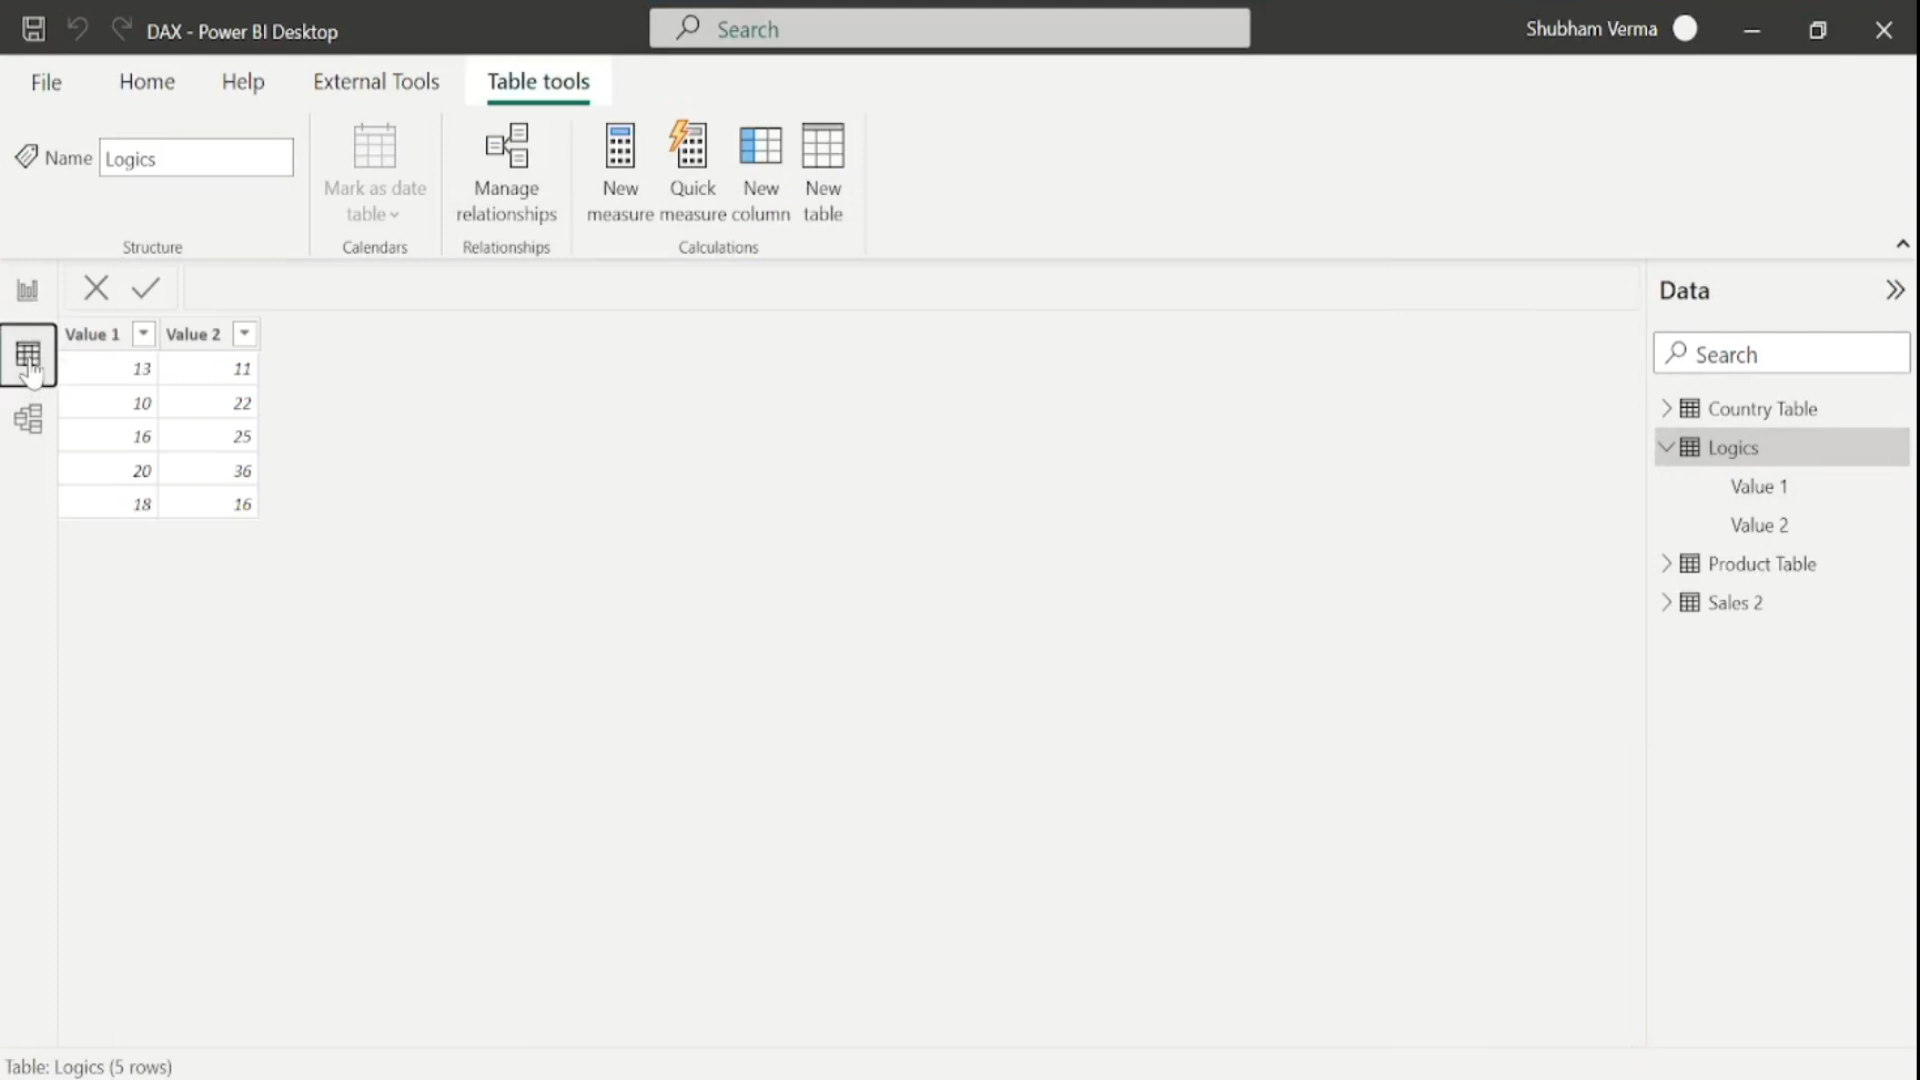 DAX - Power BI Desktop
Search
Shubham Verma
File
Home
Help
External Tools
Table tools
Name
Logics
Structure
Mark as date
table
Calendars
Manage
relationships
Relationships
New
measure
Quick
measure
New
column
New
table
Calculations
Value 1 Value 2
13 11
10 22
16 25
20 36
18 16
Data
Search
Country Table
Logics
Value 1
Value 2
Product Table
Sales 2
Table: Logics (5 rows)